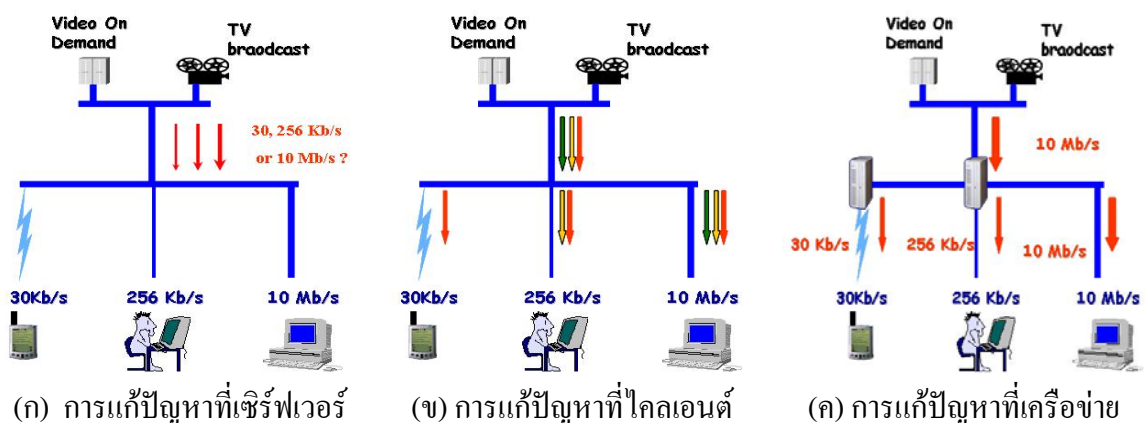 Video On
Demand
TV
braodcast
30, 256 Kb/s
or 10 Mb/s ?
30Kb/s
256 Kb/s
10 Mb/s
(ก) การแก้ปัญหาที่เซิร์ฟเวอร์
Video On
Demand
TV
braodcast
30Kb/s
256 Kb/s
10 Mb/s
(ข) การแก้ปัญหาที่ไคลเอนต์
Video On
Demand
TV
braodcast
10 Mb/s
30 Kb/s
256 Kb/s
10 Mb/s
30Kb/s
256 Kb/s
10 Mb/s
(ค) การแก้ปัญหาที่เครือข่าย